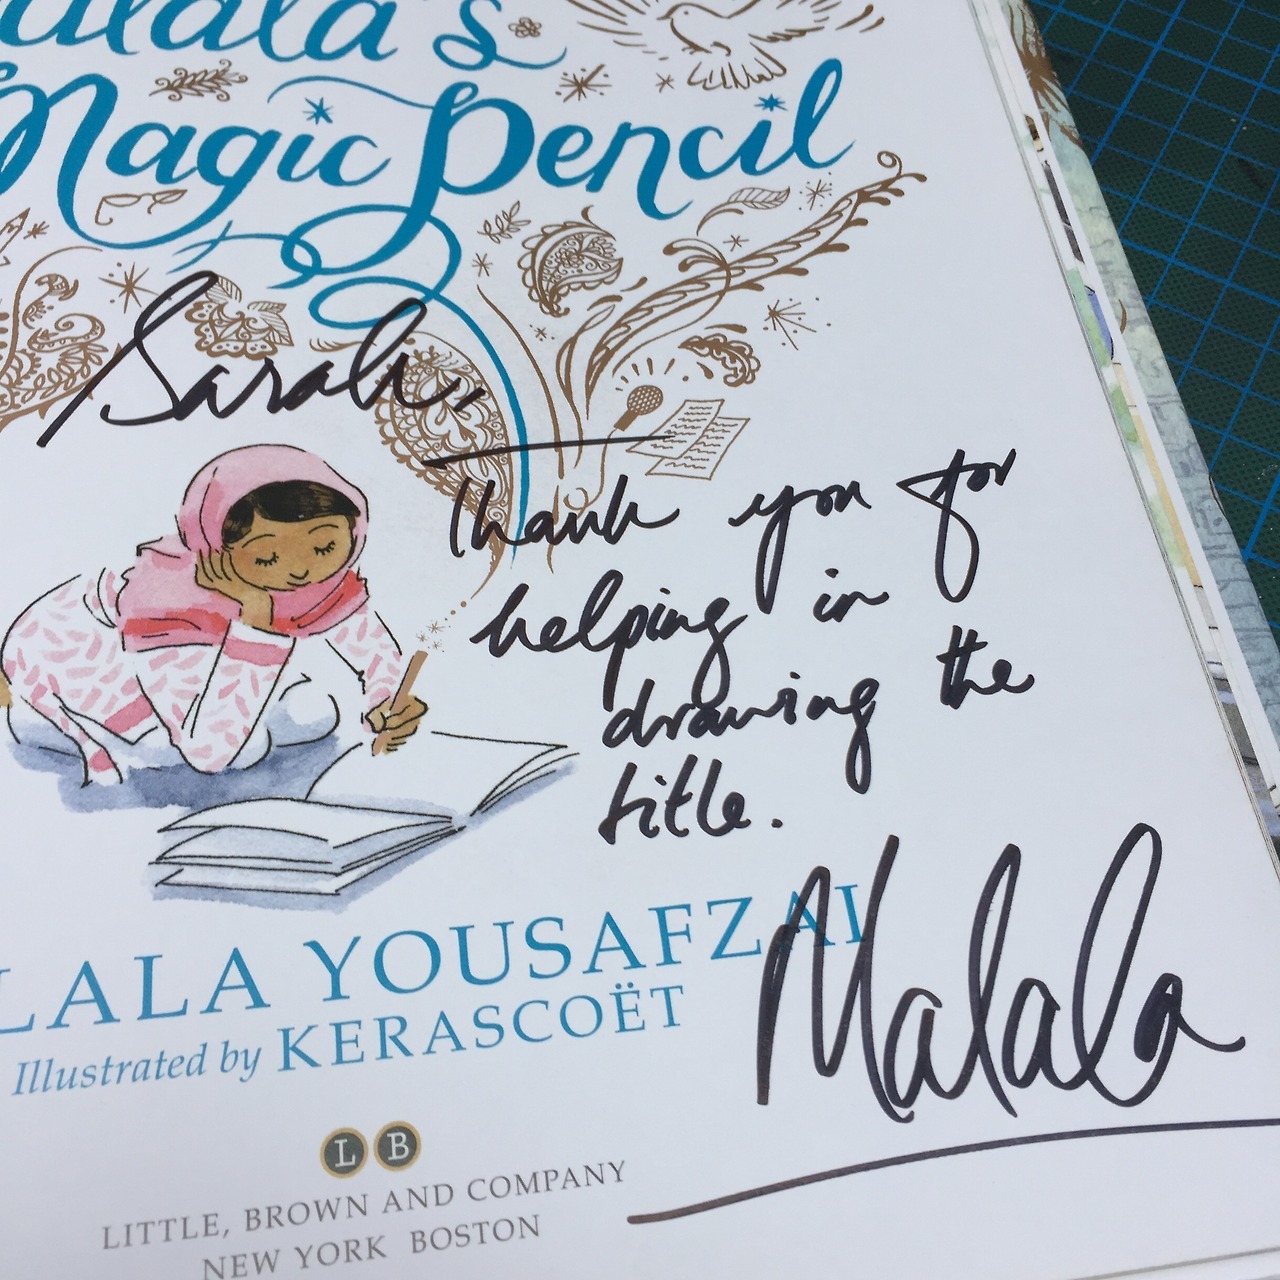 alala's
Magic Pencil
Sarah,
Thank you for
helping in
drawing the
title.
LALA YOUSAFZAI
Illustrated by KERASCOËT
Malala
L B
LITTLE, BROWN AND COMPANY
NEW YORK BOSTON